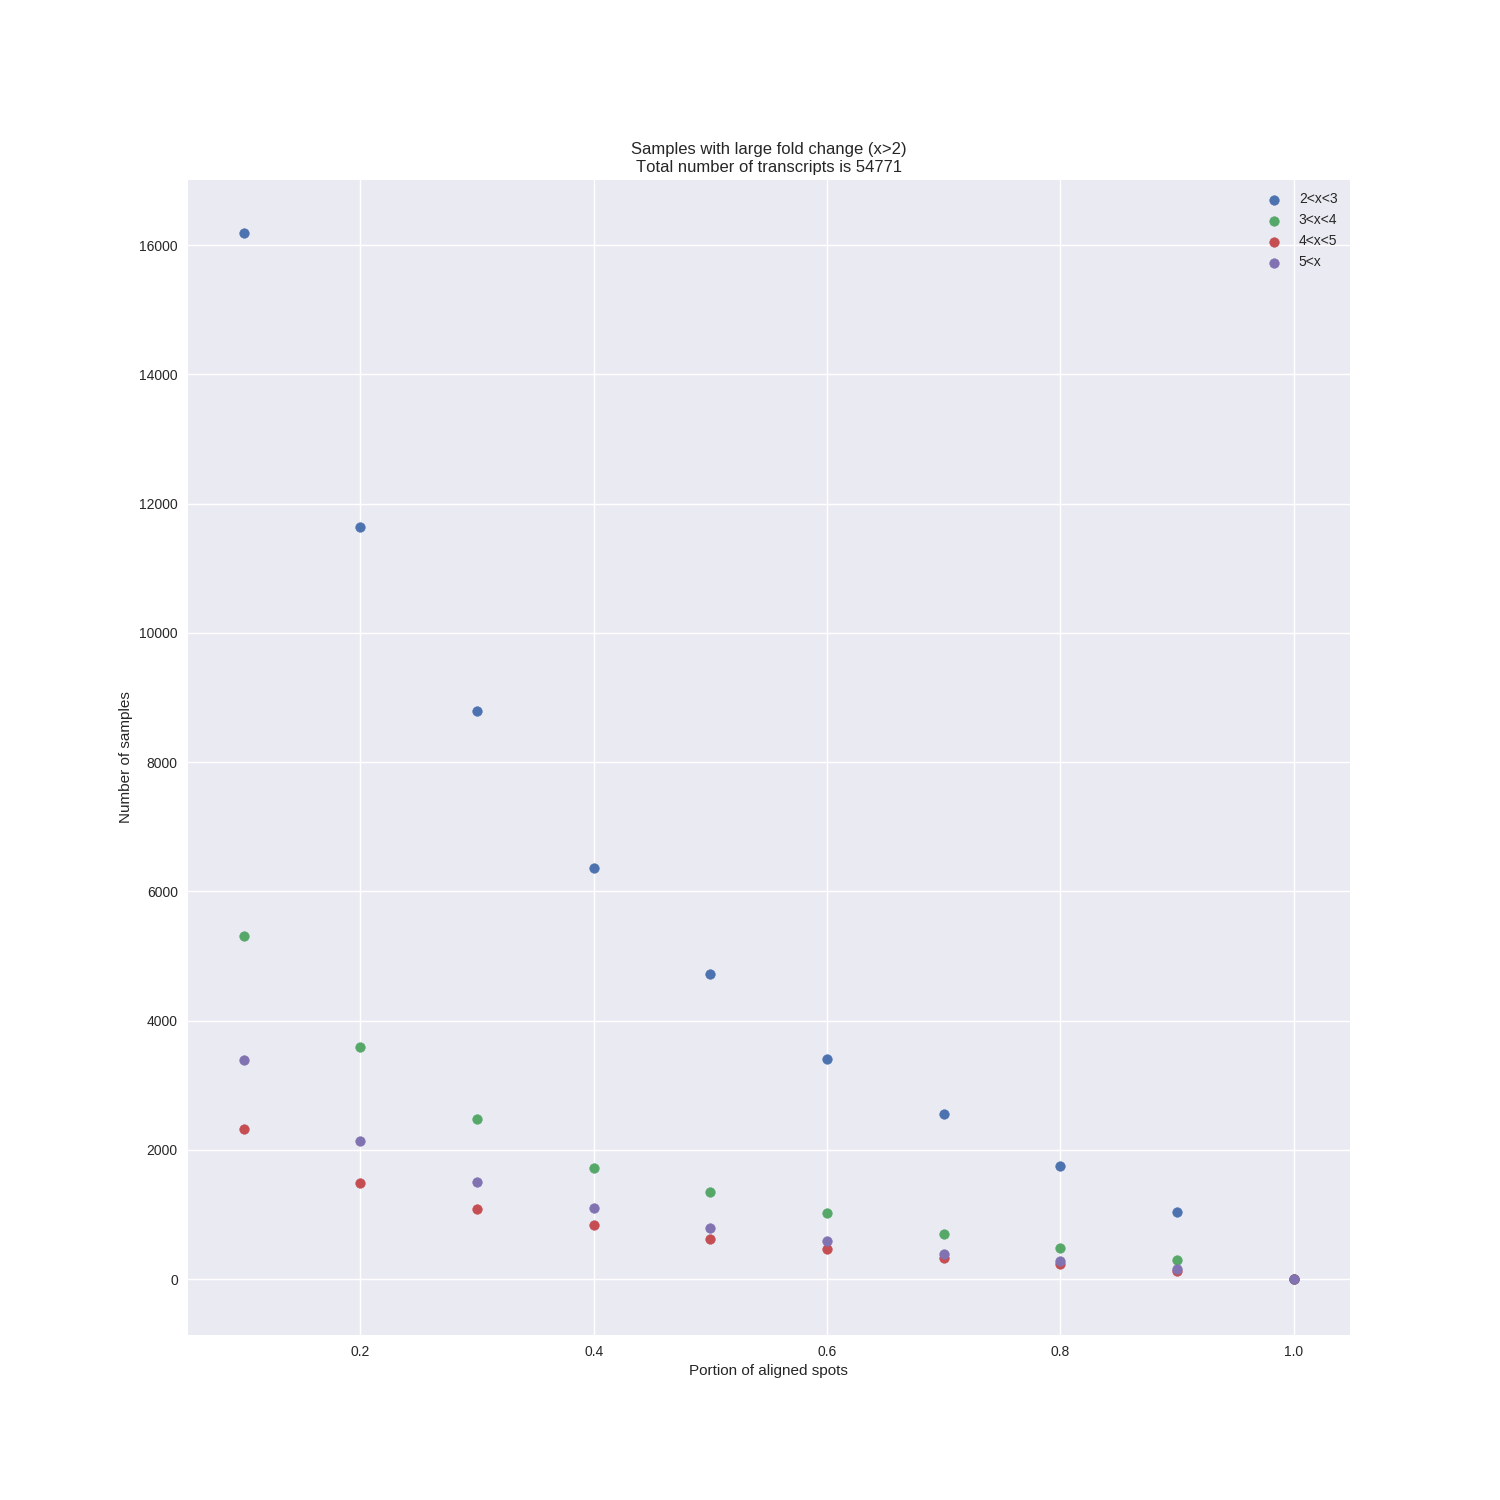 Samples with large fold change (x>2)
Total number of transcripts is 54771
2<x<3
3<x<4
4<x<5
5<x
16000
14000
12000
10000
8000
6000
4000
2000
0
Number of samples
0.2
0.4
0.6
0.8
1.0
Portion of aligned spots